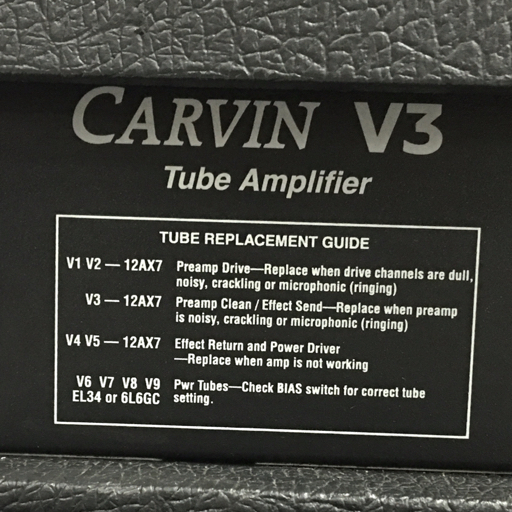 CARVIN V3
Tube Amplifier
TUBE REPLACEMENT GUIDE
V1 V2 — 12AX7 Preamp Drive—Replace when drive channels are dull,
noisy, crackling or microphonic (ringing)
V3 — 12AX7 Preamp Clean / Effect Send—Replace when preamp
is noisy, crackling or microphonic (ringing)
V4 V5 — 12AX7 Effect Return and Power Driver
—Replace when amp is not working
V6 V7 V8 V9 Pwr Tubes—Check BIAS switch for correct tube
EL34 or 6L6GC setting.